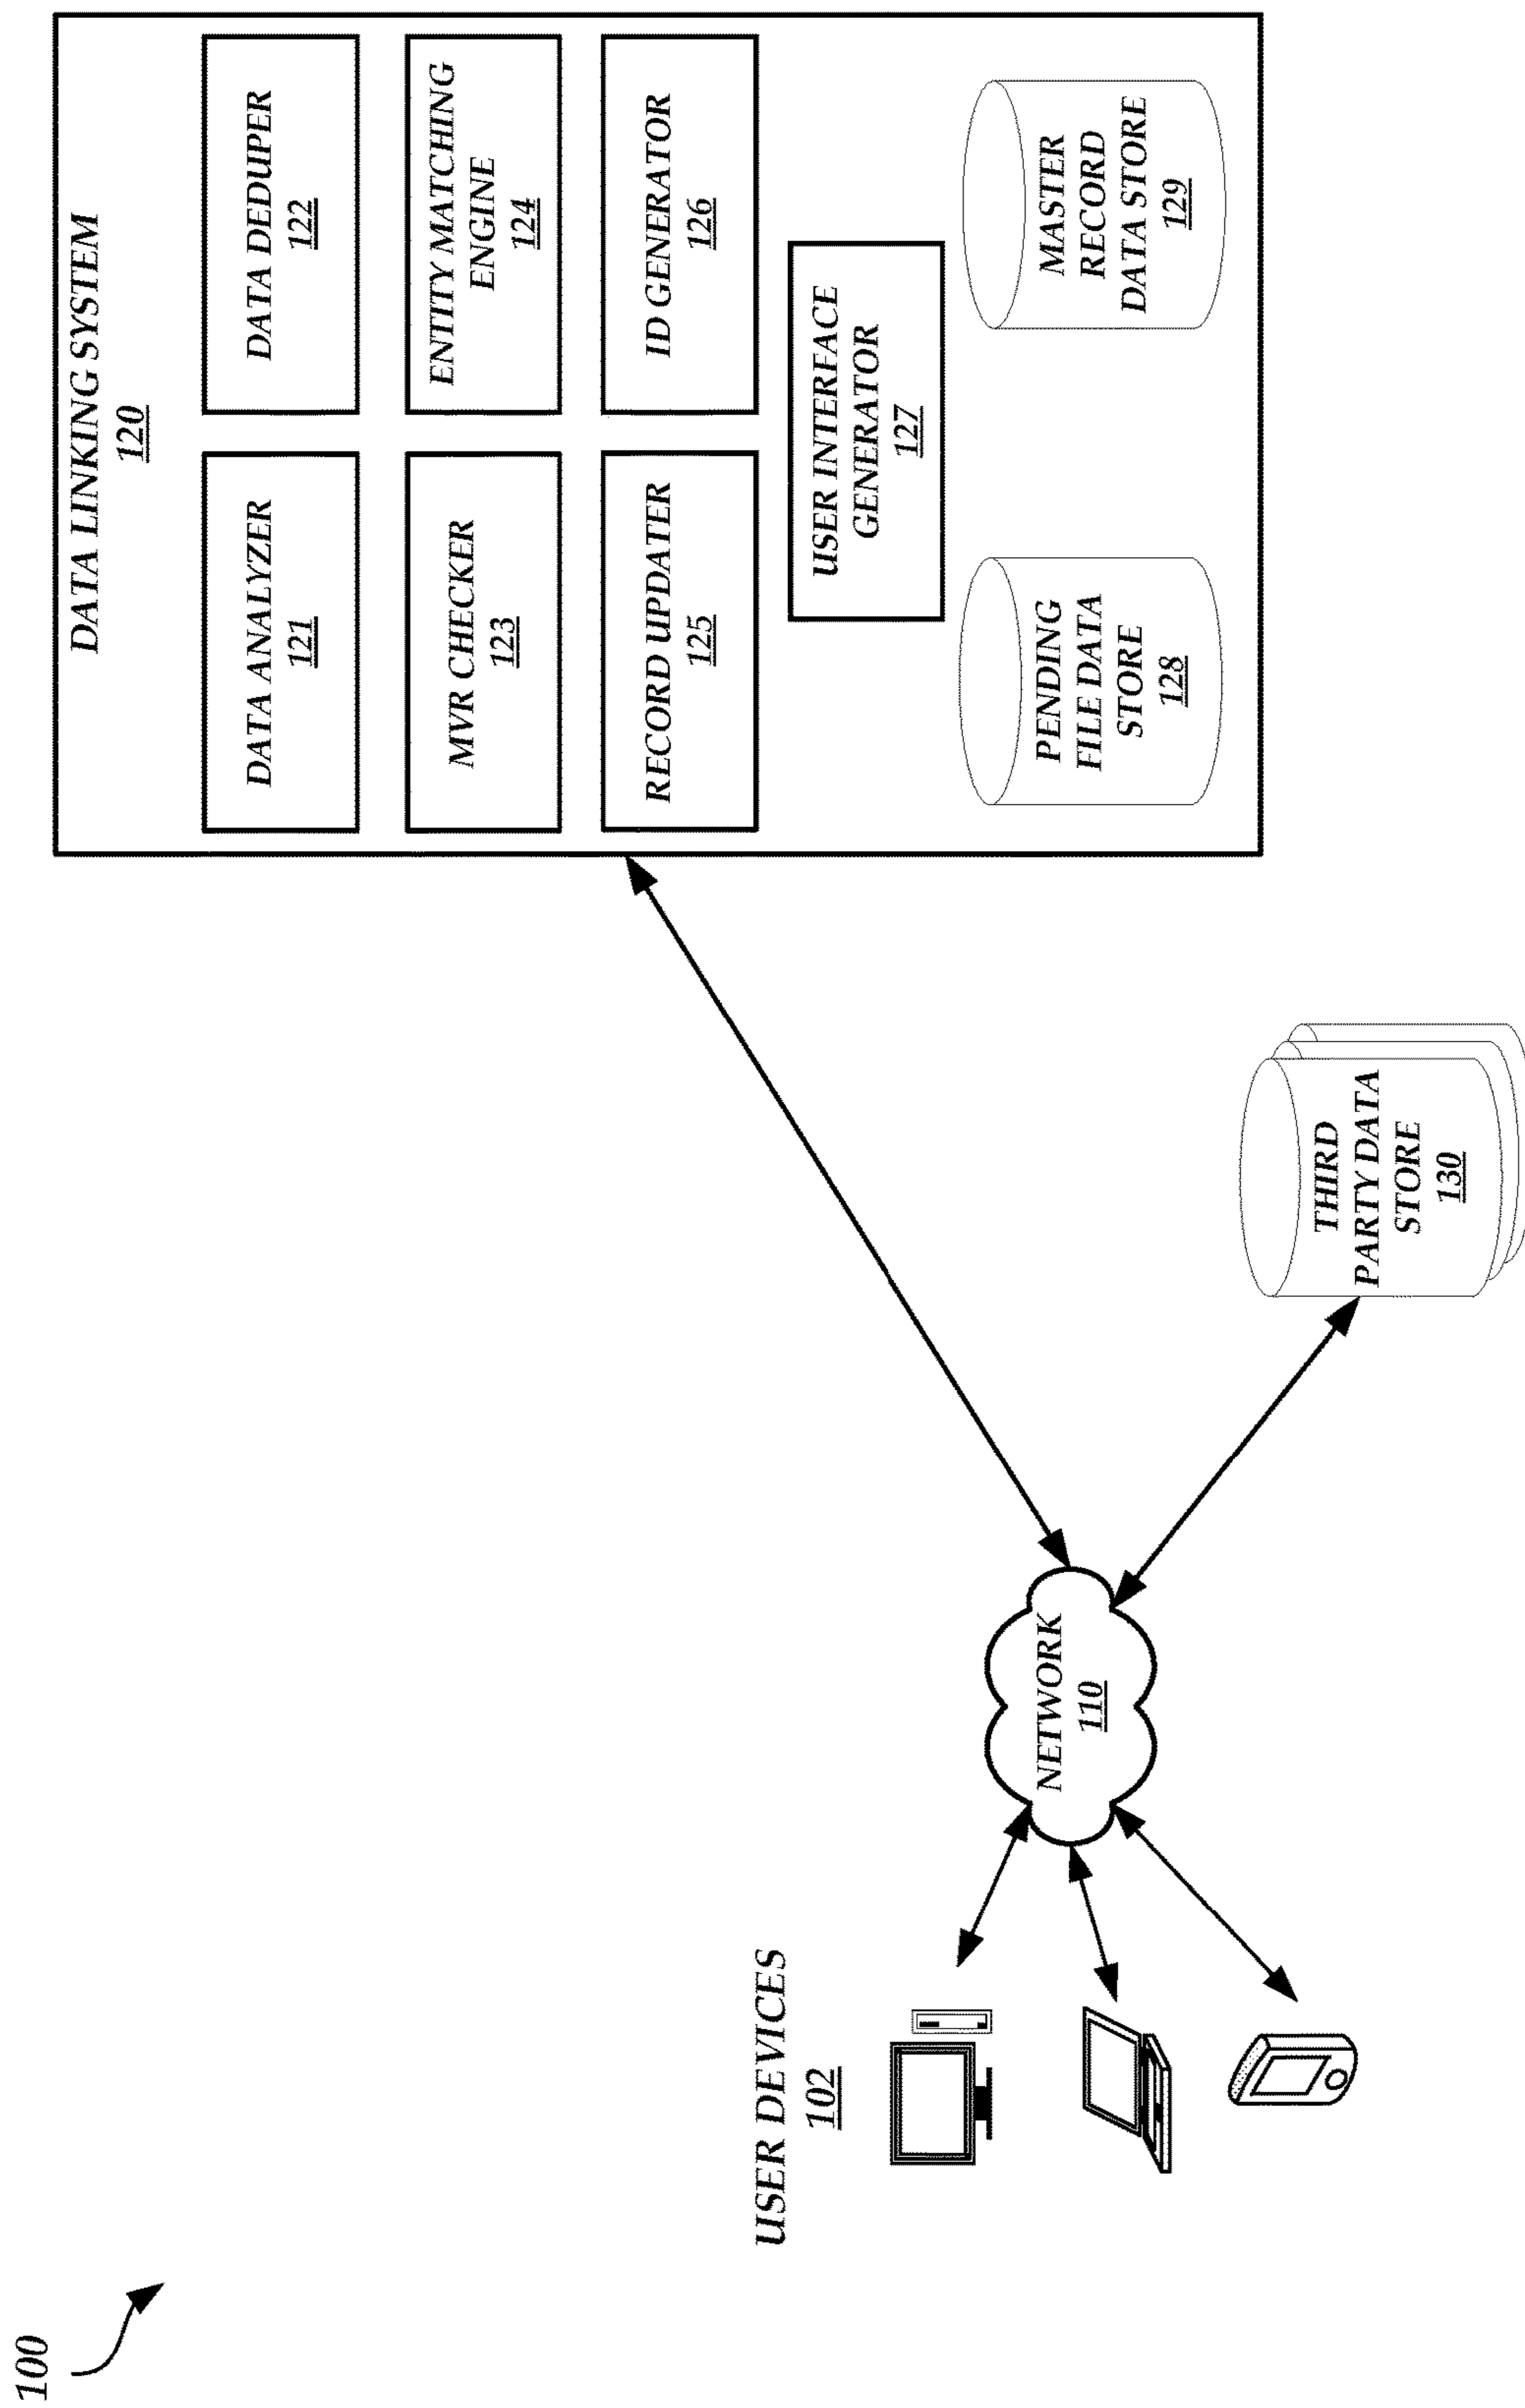 100
USER DEVICES
102
NETWORK
110
THIRD
PARTY DATA
STORE
130
DATA LINKING SYSTEM
120
DATA ANALYZER
121
DATA DEDUPER
122
MVR CHECKER
123
ENTITY MATCHING
ENGINE
124
RECORD UPDATER
125
ID GENERATOR
126
USER INTERFACE
GENERATOR
127
PENDING
FILE DATA
STORE
128
MASTER
RECORD
DATA STORE
129